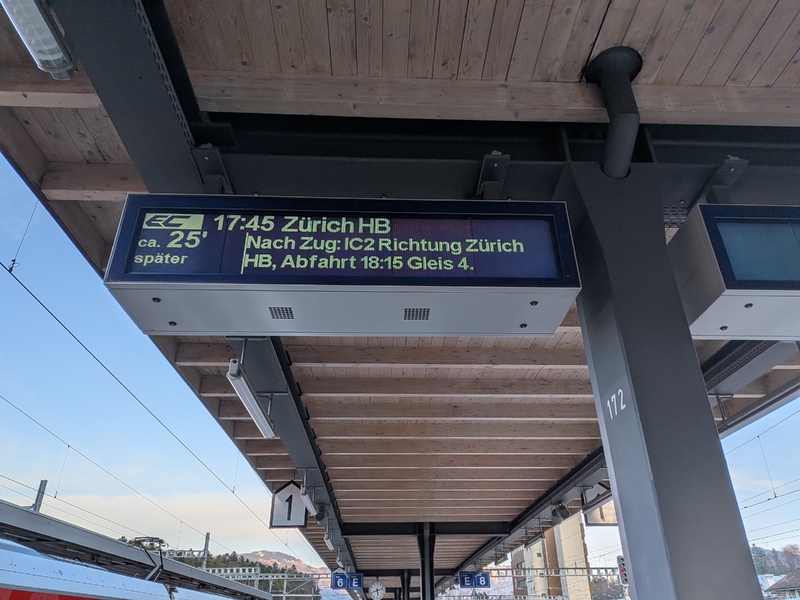 EC 17:45 Zürich HB
ca. 25'
später
Nach Zug: IC2 Richtung Zürich
HB, Abfahrt 18:15 Gleis 4.
172
1
6 E
E 8